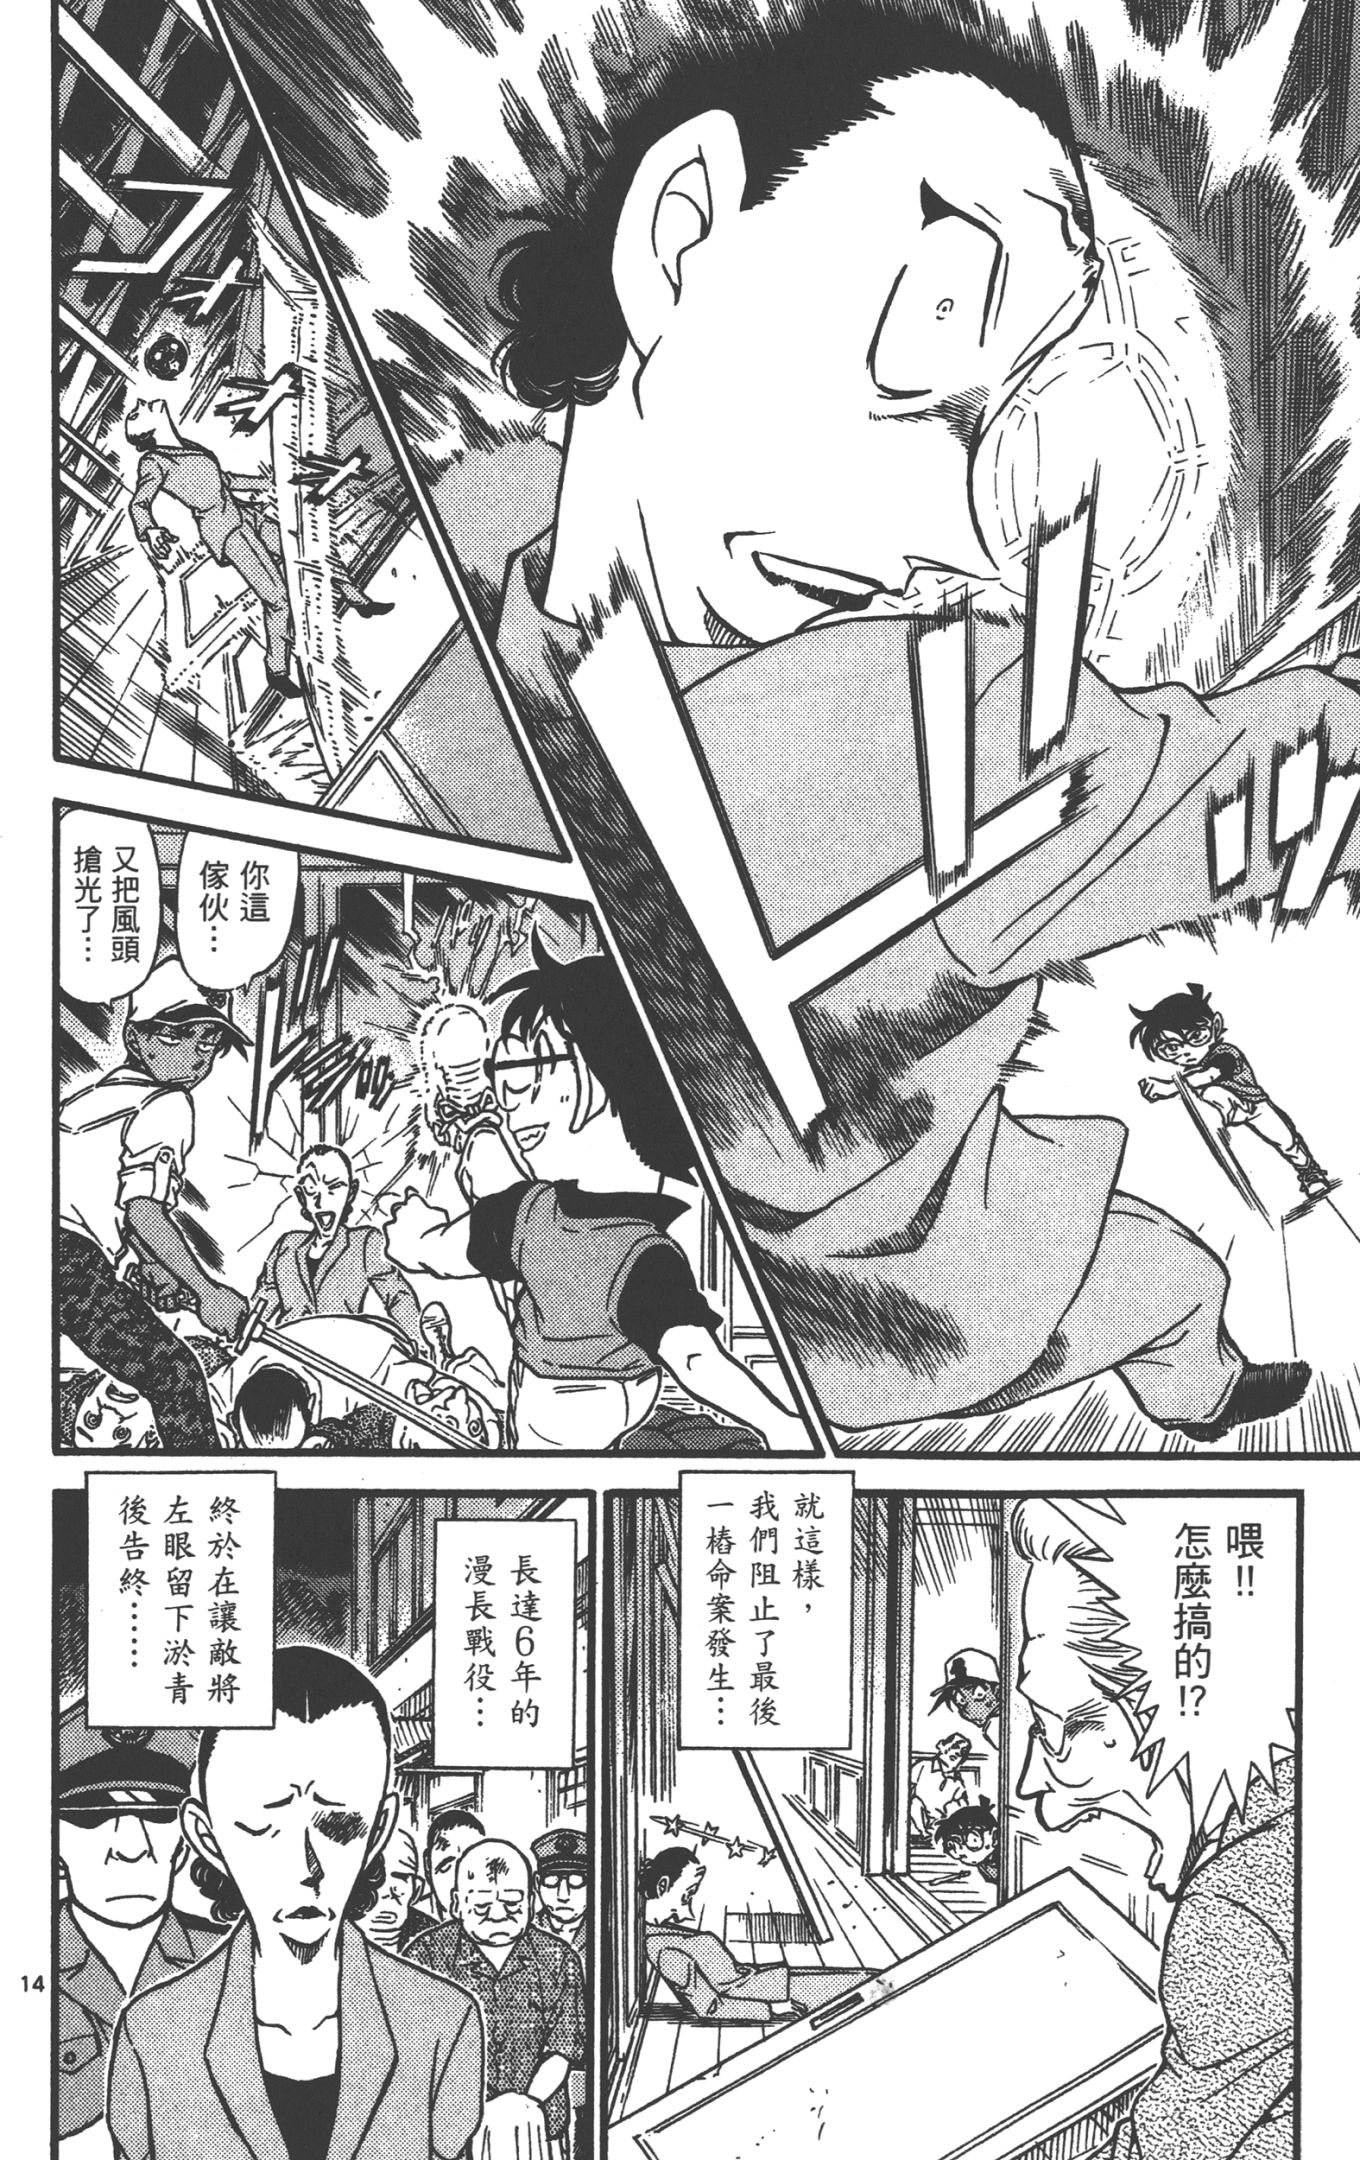 你這
傢伙…
又把風頭
搶光了…
喂!!
怎麼搞的!?
就這樣，
我們阻止了最後
一樁命案發生…
長達6年的
漫長戰役…
終於在讓敵將
左眼留下淤青
後告終……
14